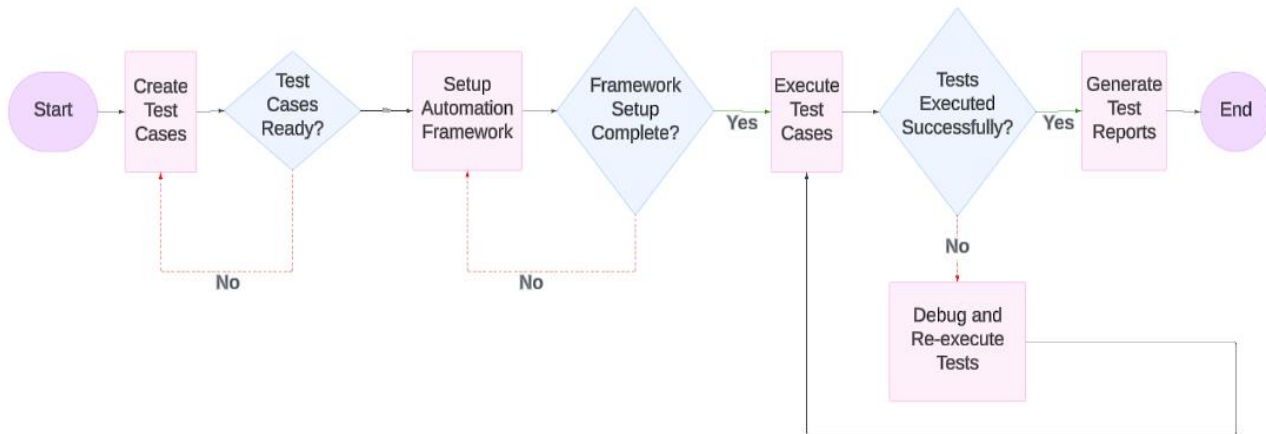 Start
Create
Test
Cases
Test
Cases
Ready?
No
Setup
Automation
Framework
Framework
Setup
Complete?
No
Yes
Execute
Test
Cases
Tests
Executed
Successfully?
Yes
No
Generate
Test
Reports
End
Debug and
Re-execute
Tests